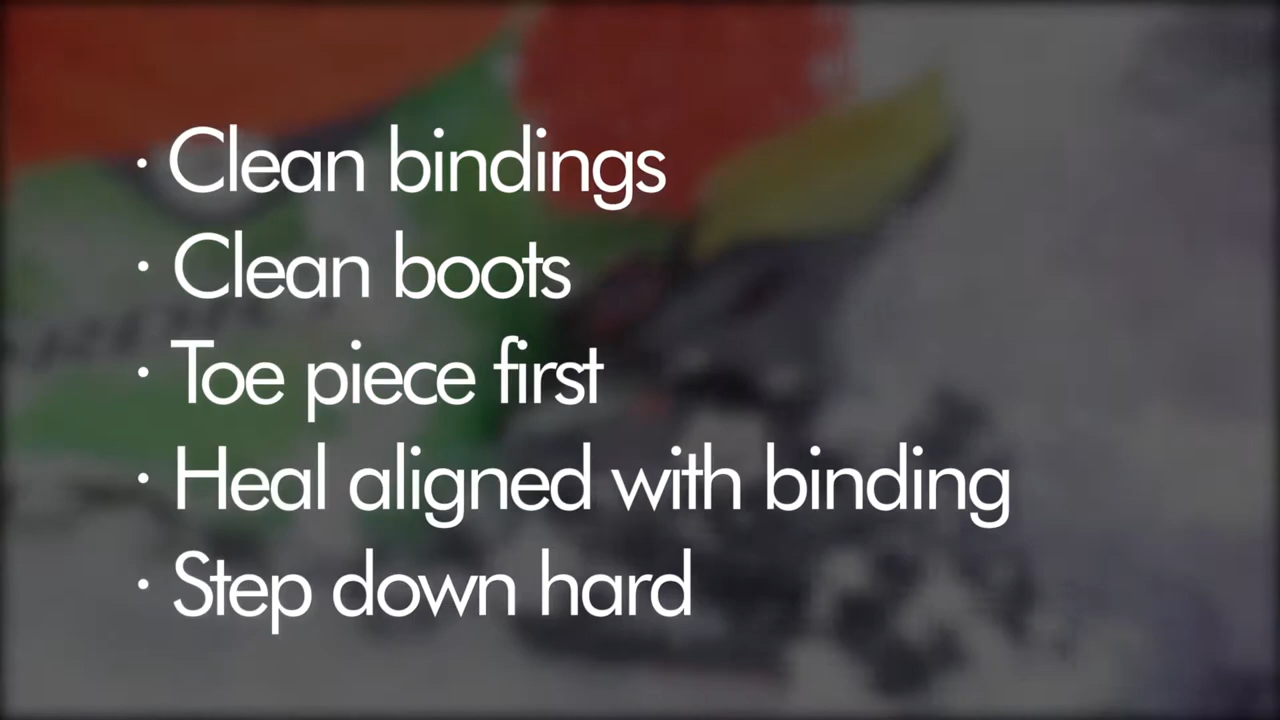 · Clean bindings
· Clean boots
· Toe piece first
· Heal aligned with binding
· Step down hard